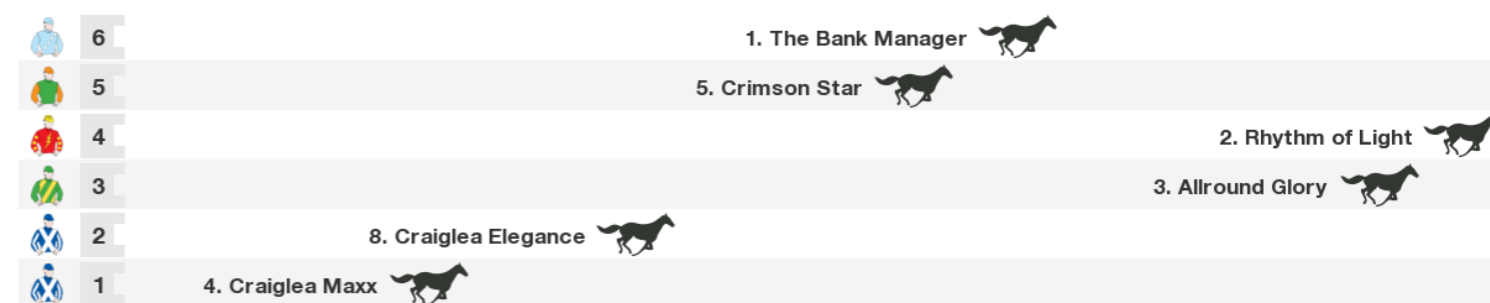 6 1. The Bank Manager
5 5. Crimson Star
4 2. Rhythm of Light
3 3. Allround Glory
2 8. Craiglea Elegance
1 4. Craiglea Maxx